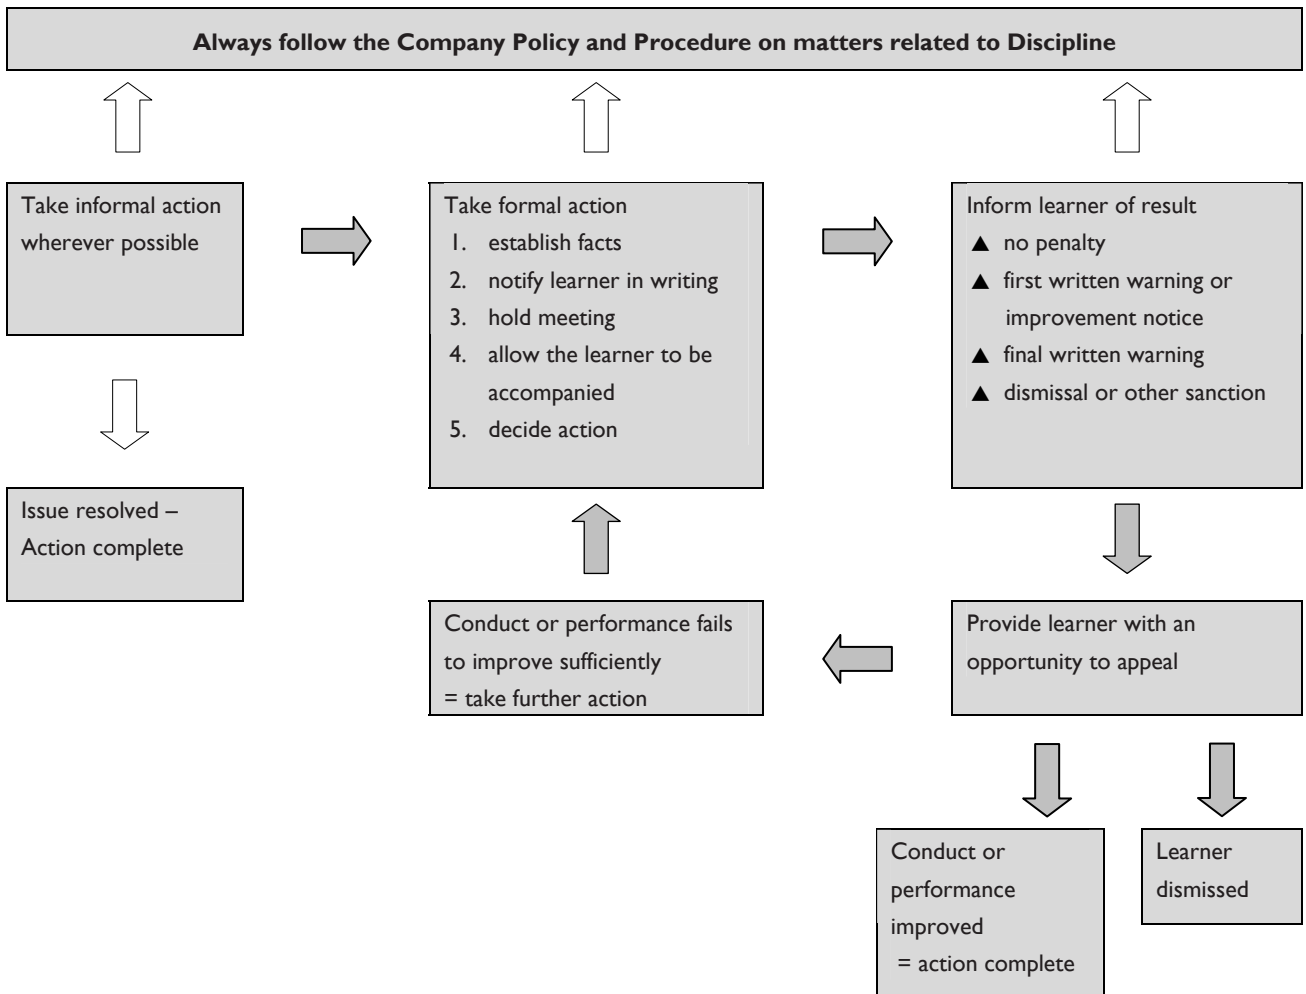 Always follow the Company Policy and Procedure on matters related to Discipline
Take informal action
wherever possible
Take formal action
1. establish facts
2. notify learner in writing
3. hold meeting
4. allow the learner to be
accompanied
5. decide action
Inform learner of result
▲ no penalty
▲ first written warning or
improvement notice
▲ final written warning
▲ dismissal or other sanction
Issue resolved –
Action complete
Conduct or performance fails
to improve sufficiently
= take further action
Provide learner with an
opportunity to appeal
Conduct or
performance
improved
= action complete
Learner
dismissed